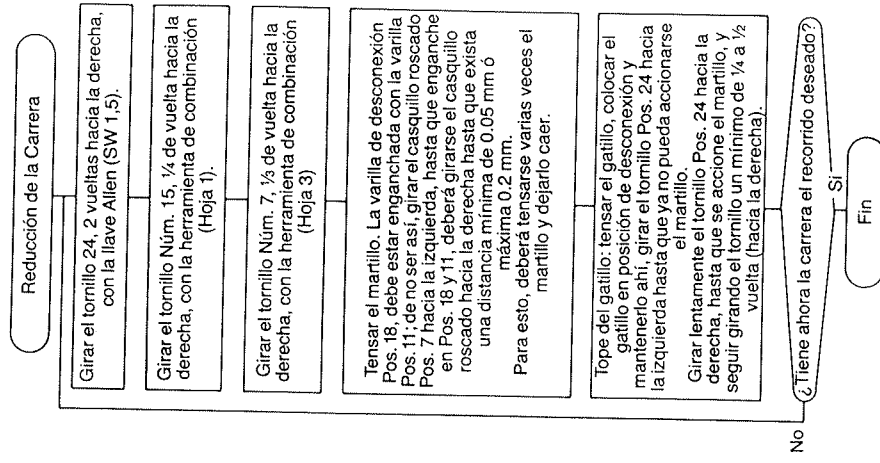 Reducción de la Carrera
Girar el tornillo 24, 2 vueltas hacia la derecha,
con la llave Allen (SW 1,5).
Girar el tornillo Núm. 15, ¼ de vuelta hacia la
derecha, con la herramienta de combinación
(Hoja 1).
Girar el tornillo Núm. 7, ⅓ de vuelta hacia la
derecha, con la herramienta de combinación
(Hoja 3)
Tensar el martillo. La varilla de desconexión
Pos. 18, debe estar enganchada con la varilla
Pos. 11; de no ser así, girar el casquillo roscado
Pos. 7 hacia la izquierda, hasta que enganche
en Pos. 18 y 11, deberá girarse el casquillo
roscado hacia la derecha hasta que exista
una distancia mínima de 0.05 mm ó
máxima 0.2 mm.
Para esto, deberá tensarse varias veces el
martillo y dejarlo caer.
Tope del gatillo: tensar el gatillo, colocar el
gatillo en posición de desconexión y
mantenerlo ahí, girar el tornillo Pos. 24 hacia
la izquierda hasta que ya no pueda accionarse
el martillo.
Girar lentamente el tornillo Pos. 24 hacia la
derecha, hasta que se accione el martillo, y
seguir girando el tornillo un mínimo de ¼ a ½
vuelta (hacia la derecha).
¿Tiene ahora la carrera el recorrido deseado?
No
Sí
Fin